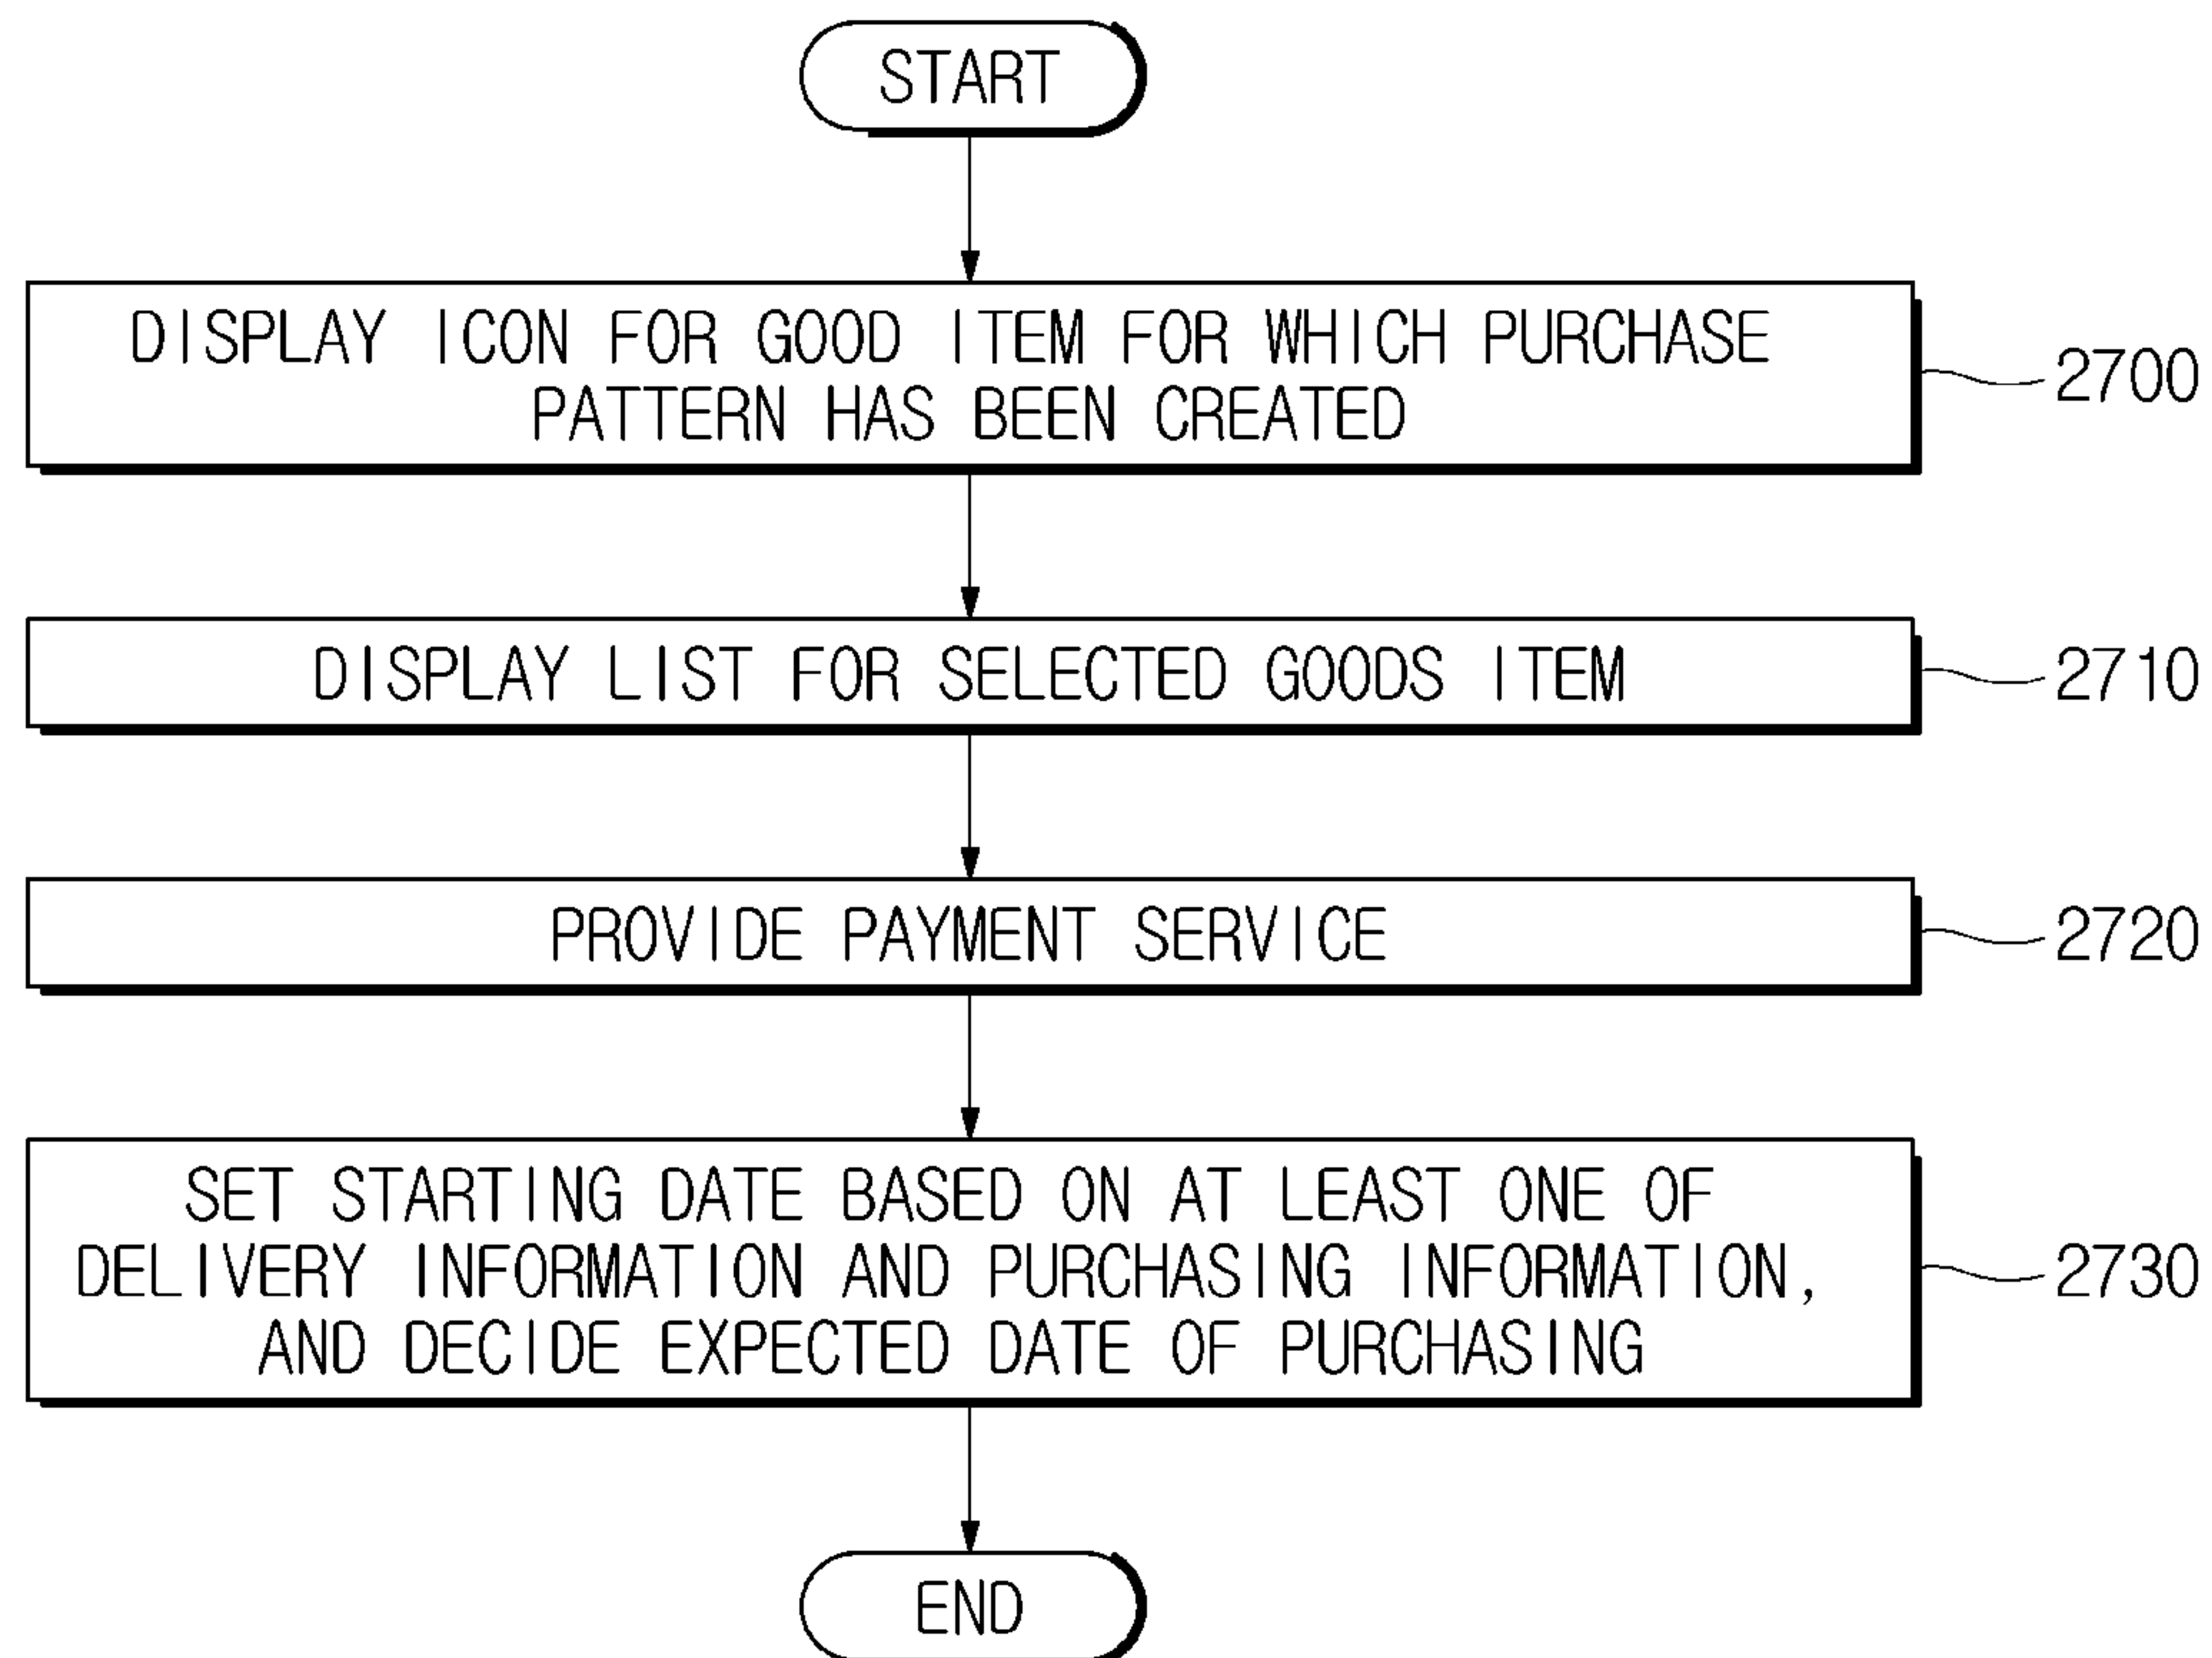 START
DISPLAY ICON FOR GOOD ITEM FOR WHICH PURCHASE
PATTERN HAS BEEN CREATED
2700
DISPLAY LIST FOR SELECTED GOODS ITEM
2710
PROVIDE PAYMENT SERVICE
2720
SET STARTING DATE BASED ON AT LEAST ONE OF
DELIVERY INFORMATION AND PURCHASING INFORMATION,
AND DECIDE EXPECTED DATE OF PURCHASING
2730
END